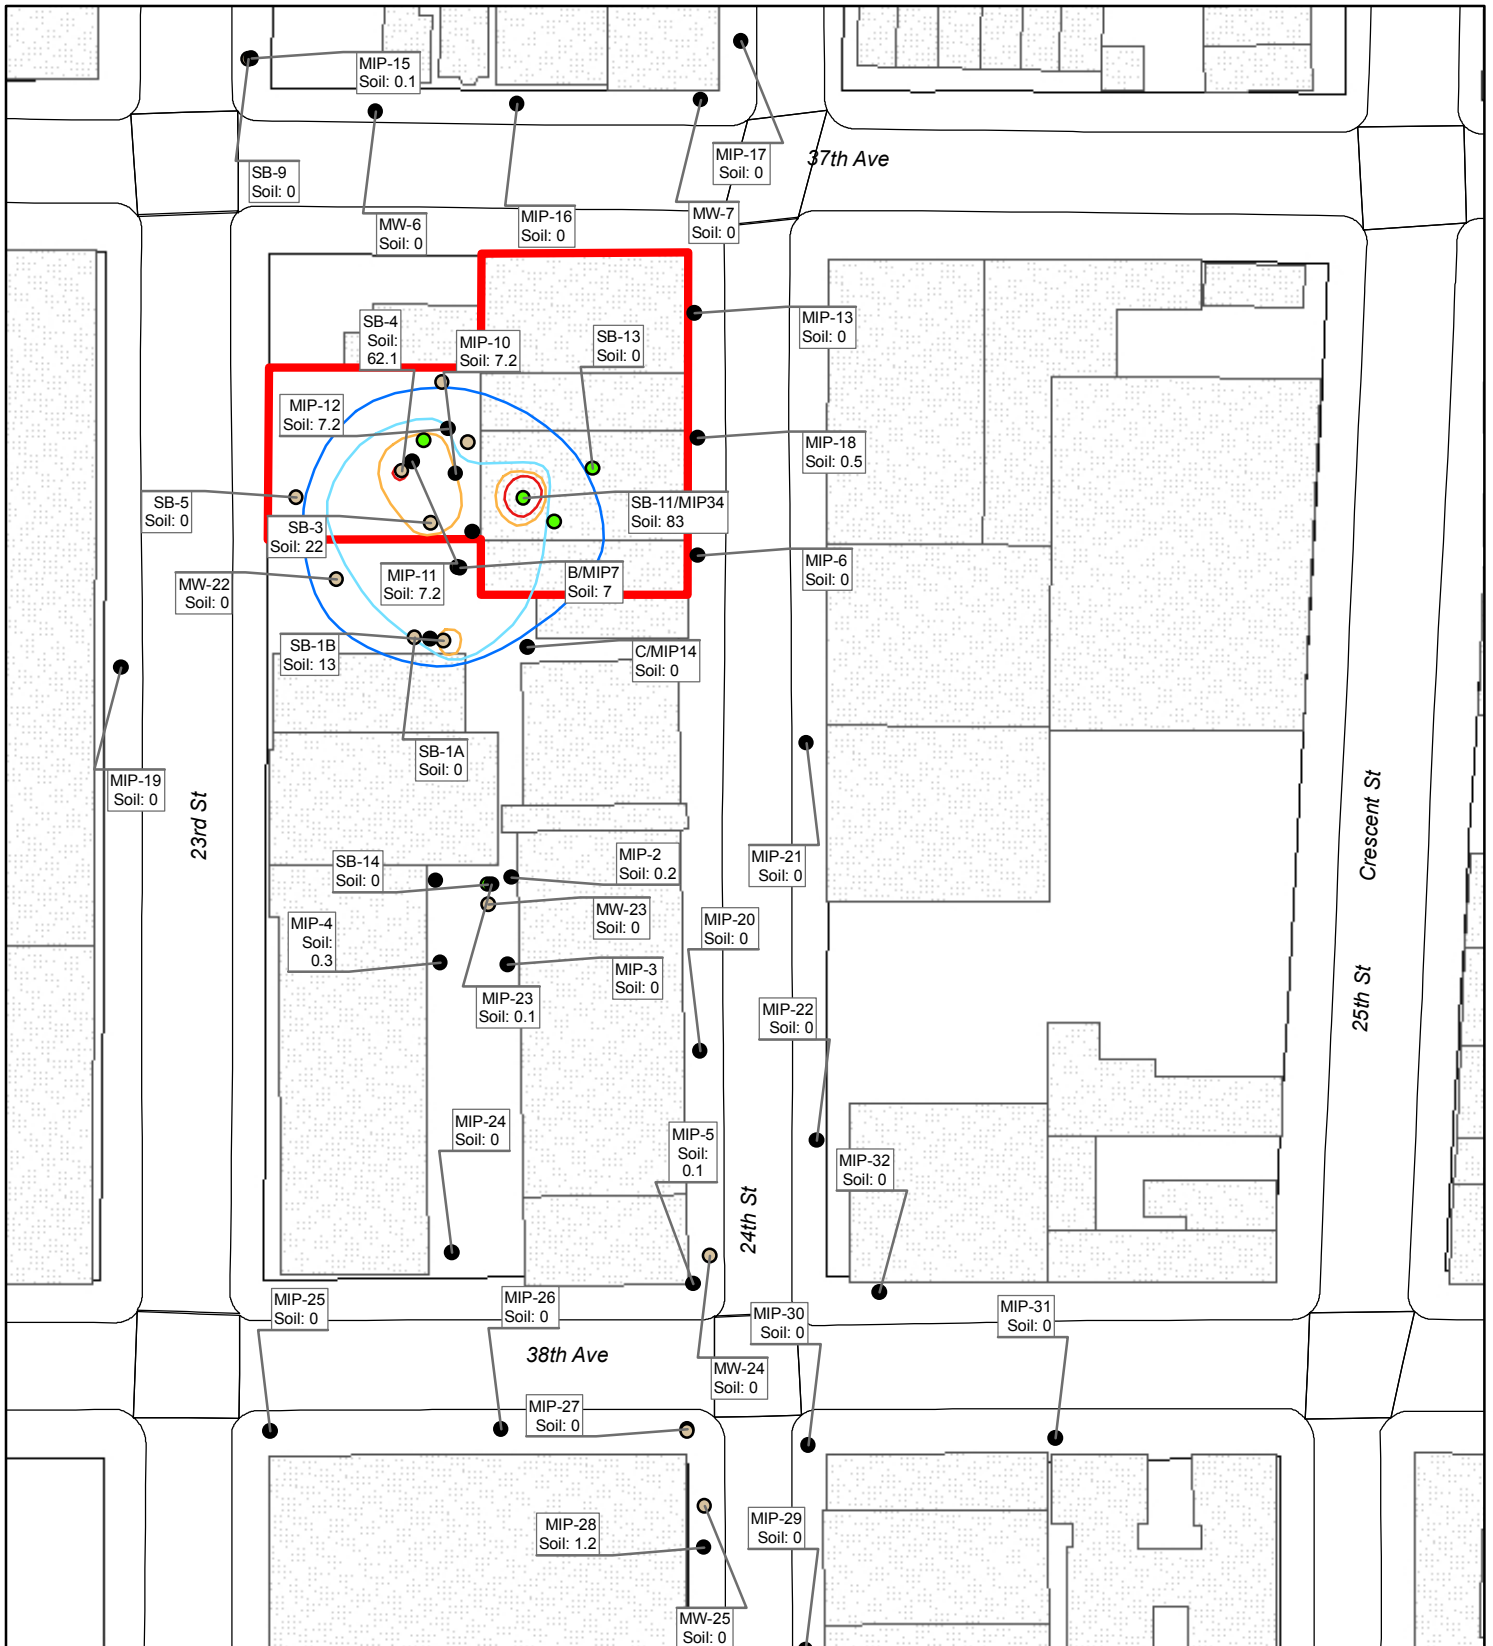 MIP-15
Soil: 0.1
MIP-17
Soil: 0
37th Ave
SB-9
Soil: 0
MW-6
Soil: 0
MIP-16
Soil: 0
MW-7
Soil: 0
SB-4
Soil:
62.1
MIP-10
Soil: 7.2
SB-13
Soil: 0
MIP-13
Soil: 0
MIP-12
Soil: 7.2
MIP-18
Soil: 0.5
SB-5
Soil: 0
SB-3
Soil: 22
SB-11/MIP34
Soil: 83
MW-22
Soil: 0
MIP-11
Soil: 7.2
B/MIP7
Soil: 7
MIP-6
Soil: 0
SB-1B
Soil: 13
C/MIP14
Soil: 0
SB-1A
Soil: 0
MIP-19
Soil: 0
23rd St
Crescent St
SB-14
Soil: 0
MIP-2
Soil: 0.2
MIP-21
Soil: 0
MIP-4
Soil:
0.3
MW-23
Soil: 0
MIP-20
Soil: 0
MIP-3
Soil: 0
MIP-23
Soil: 0.1
MIP-22
Soil: 0
25th St
MIP-24
Soil: 0
MIP-5
Soil:
0.1
MIP-32
Soil: 0
24th St
MIP-25
Soil: 0
MIP-26
Soil: 0
MIP-30
Soil: 0
MIP-31
Soil: 0
38th Ave
MW-24
Soil: 0
MIP-27
Soil: 0
MIP-28
Soil: 1.2
MIP-29
Soil: 0
MW-25
Soil: 0